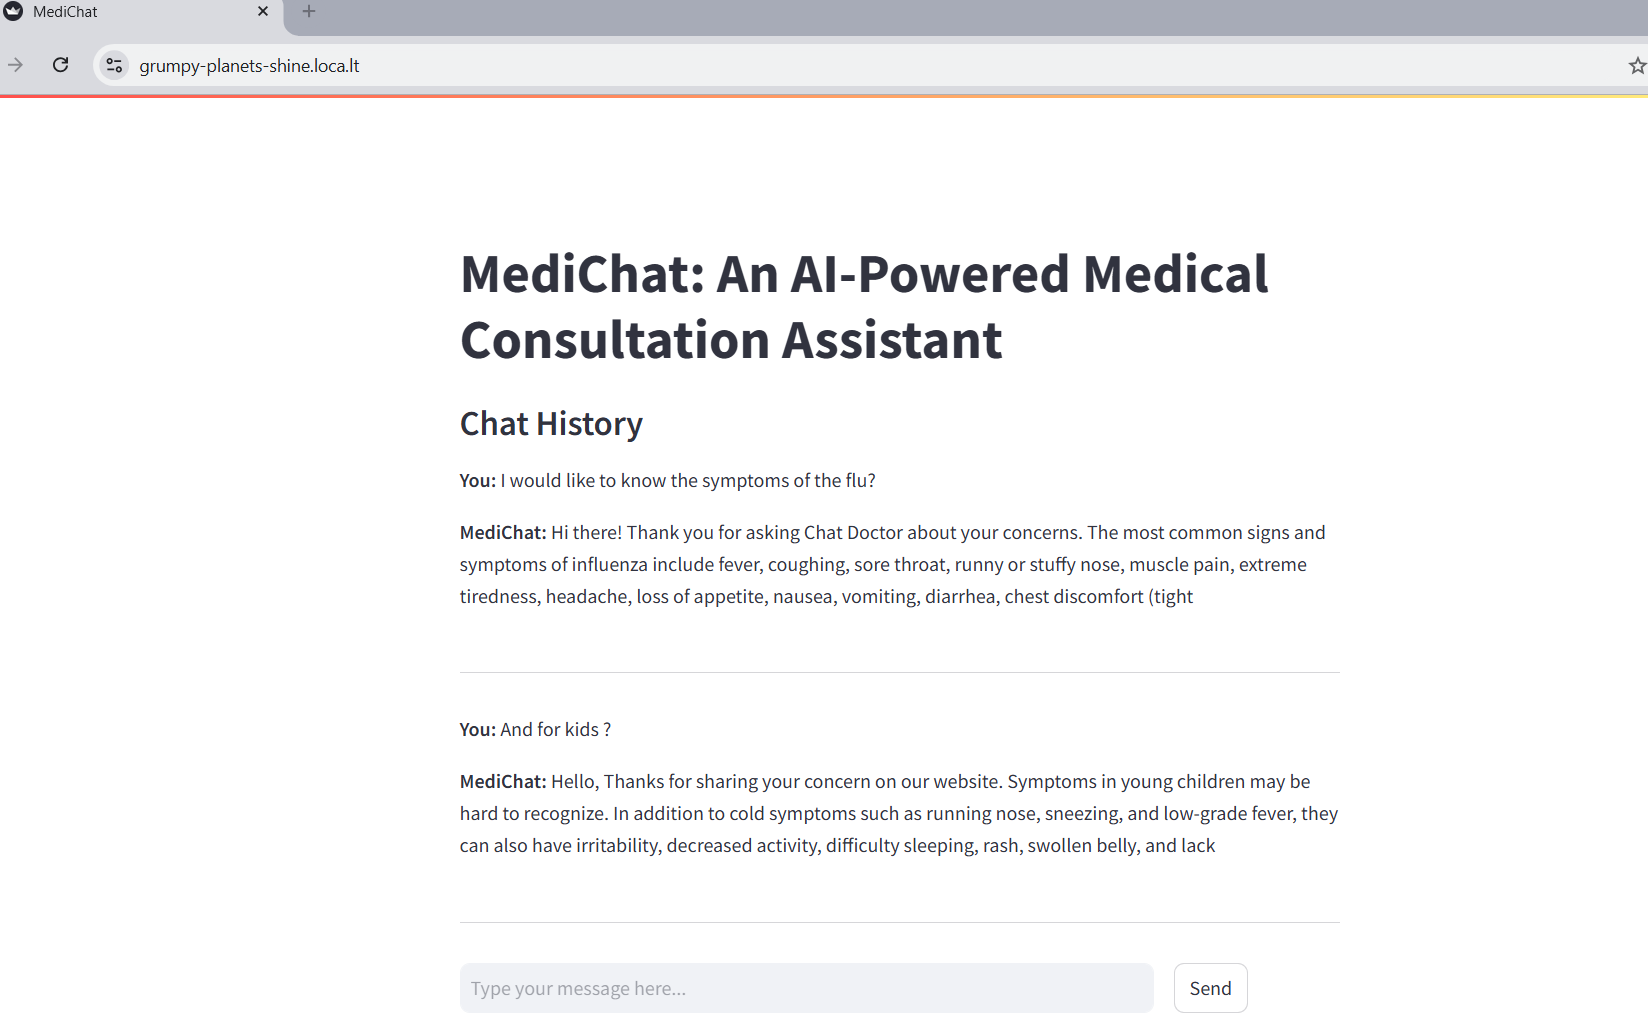 MediChat
grumpy-planets-shine.loca.lt
MediChat: An AI-Powered Medical
Consultation Assistant
Chat History
You: I would like to know the symptoms of the flu?
MediChat: Hi there! Thank you for asking Chat Doctor about your concerns. The most common signs and
symptoms of influenza include fever, coughing, sore throat, runny or stuffy nose, muscle pain, extreme
tiredness, headache, loss of appetite, nausea, vomiting, diarrhea, chest discomfort (tight
You: And for kids ?
MediChat: Hello, Thanks for sharing your concern on our website. Symptoms in young children may be
hard to recognize. In addition to cold symptoms such as running nose, sneezing, and low-grade fever, they
can also have irritability, decreased activity, difficulty sleeping, rash, swollen belly, and lack
Type your message here...
Send